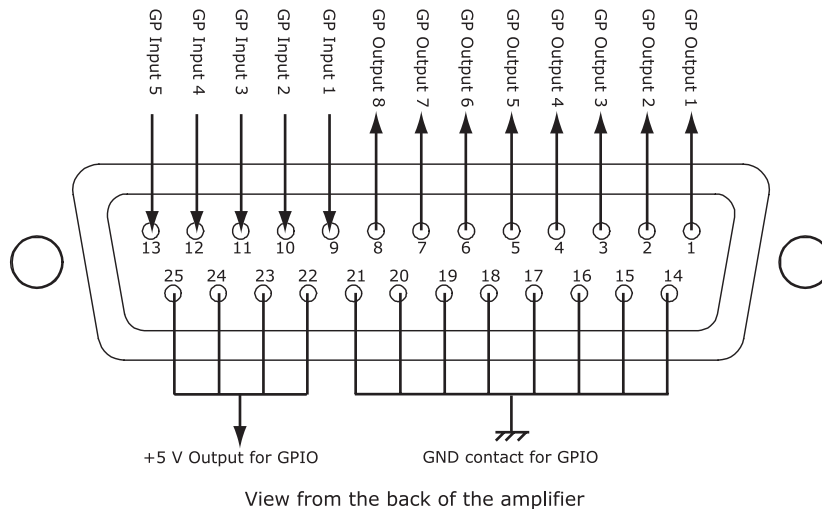 GP Input 5
GP Input 4
GP Input 3
GP Input 2
GP Input 1
GP Output 8
GP Output 7
GP Output 6
GP Output 5
GP Output 4
GP Output 3
GP Output 2
GP Output 1
13 12 11 10 9 8 7 6 5 4 3 2 1
25 24 23 22 21 20 19 18 17 16 15 14
+5 V Output for GPIO
GND contact for GPIO
View from the back of the amplifier